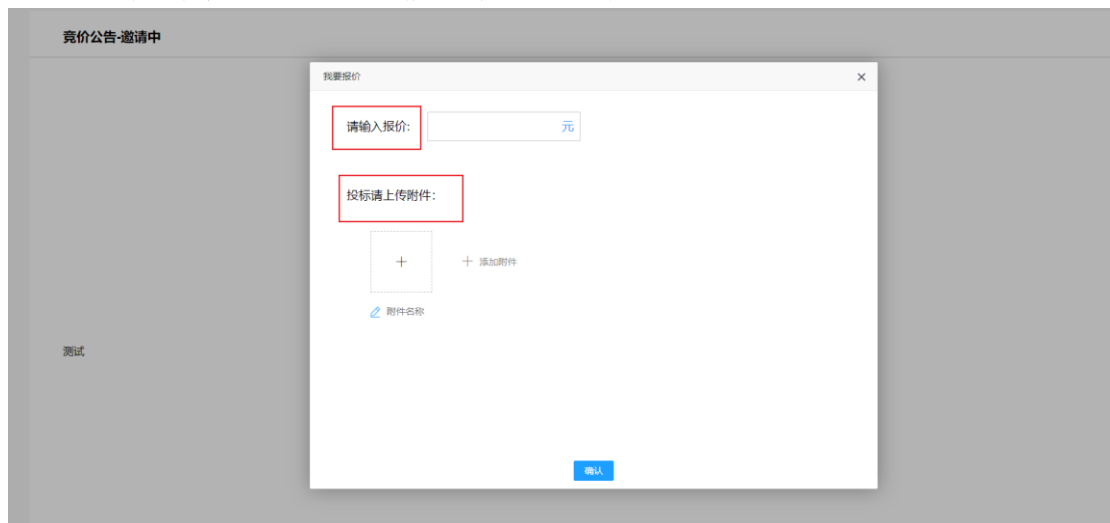 竞价公告-邀请中
我要报价
请输入报价: 元
投标请上传附件:
添加附件
附件名称
测试
确认